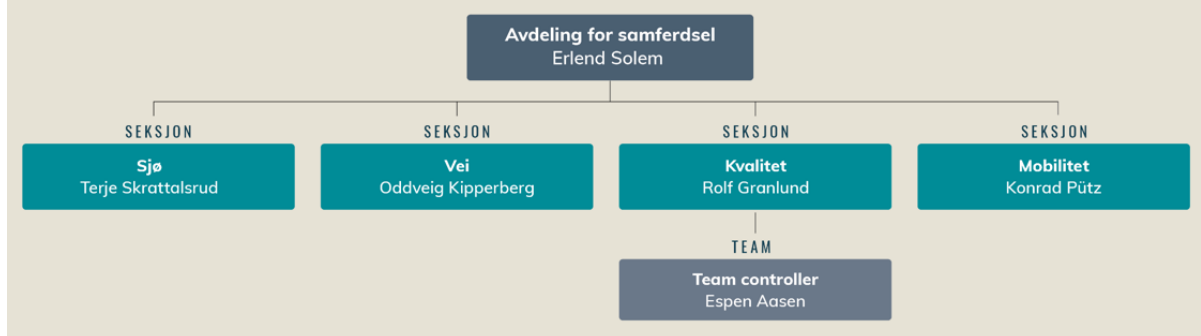 Avdeling for samferdsel
Erlend Solem
SEKSJON
SEKSJON
SEKSJON
SEKSJON
Sjø
Terje Skrattalsrud
Vei
Oddveig Kipperberg
Kvalitet
Rolf Granlund
Mobilitet
Konrad Pütz
TEAM
Team controller
Espen Aasen